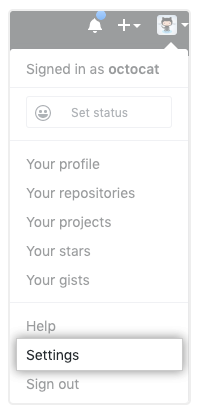 Signed in as octocat
Set status
Your profile
Your repositories
Your projects
Your stars
Your gists
Help
Settings
Sign out